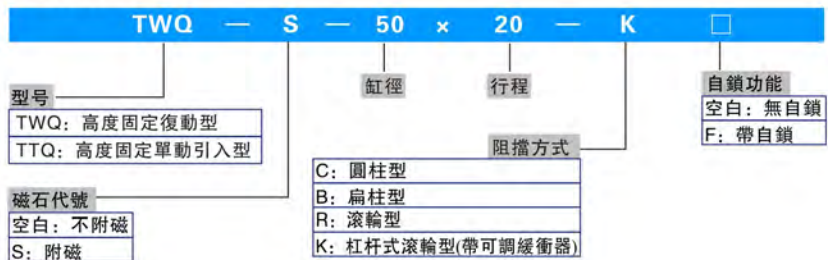 TWQ — S — 50 × 20 — K □
型号
TWQ: 高度固定復動型
TTQ: 高度固定單動引入型
磁石代號
空白: 不附磁
S: 附磁
缸徑
行程
阻擋方式
C: 圓柱型
B: 扁柱型
R: 滚輪型
K: 杠杆式滚輪型(帶可調緩衝器)
自鎖功能
空白: 無自鎖
F: 帶自鎖